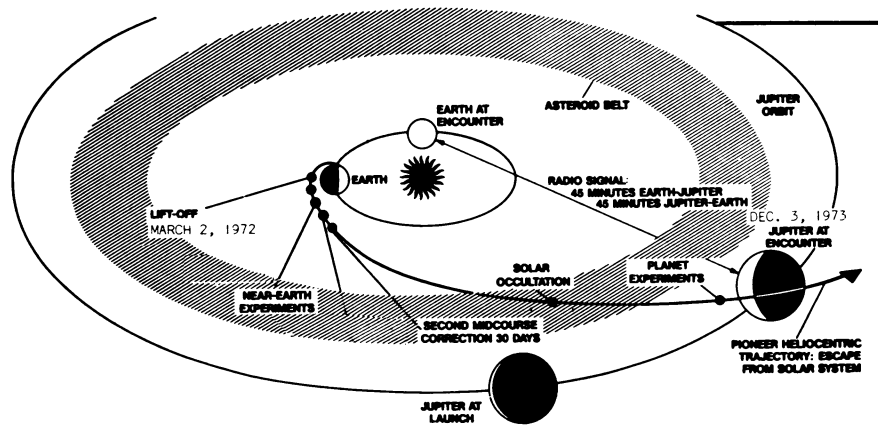 ASTEROID BELT
JUPITER
ORBIT
EARTH AT
ENCOUNTER
EARTH
RADIO SIGNAL:
45 MINUTES EARTH-JUPITER
45 MINUTES JUPITER-EARTH
LIFT-OFF
MARCH 2, 1972
DEC. 3, 1973
JUPITER AT
ENCOUNTER
NEAR-EARTH
EXPERIMENTS
SOLAR
OCCULTATION
PLANET
EXPERIMENTS
SECOND MIDCOURSE
CORRECTION 30 DAYS
PIONEER HELIOCENTRIC
TRAJECTORY: ESCAPE
FROM SOLAR SYSTEM
JUPITER AT
LAUNCH